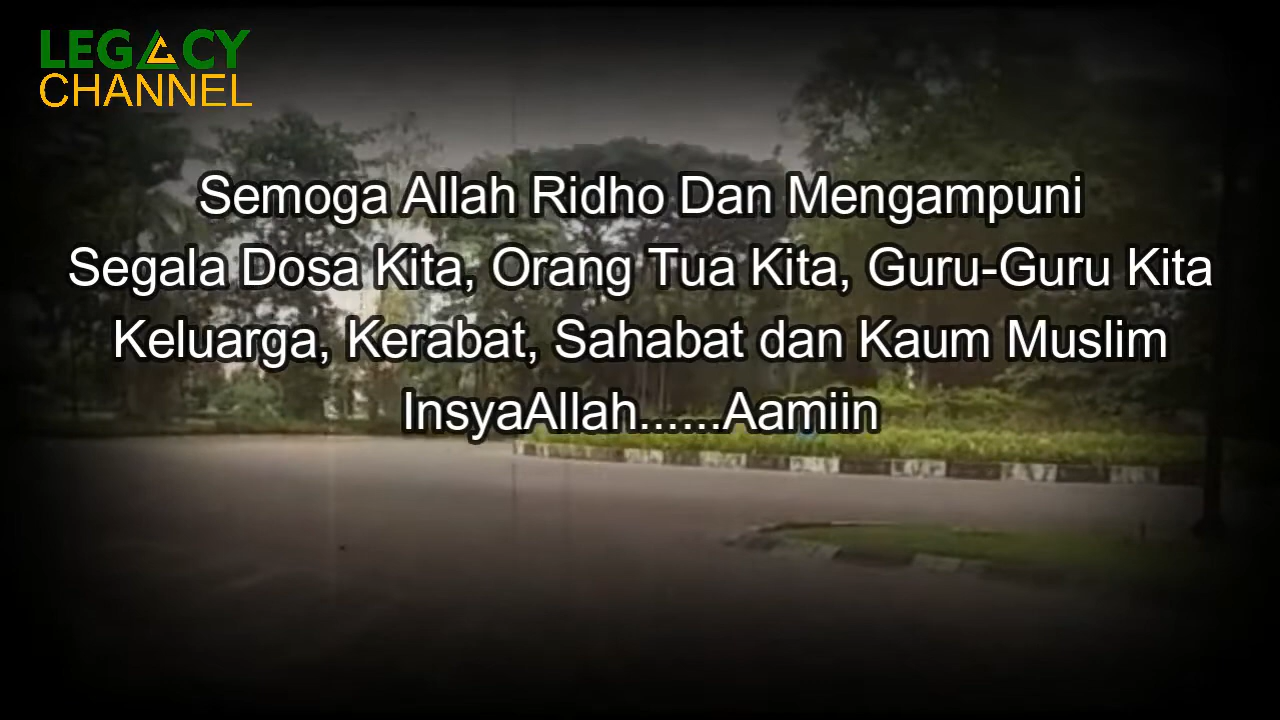 LEGACY
CHANNEL
Semoga Allah Ridho Dan Mengampuni
Segala Dosa Kita, Orang Tua Kita, Guru-Guru Kita
Keluarga, Kerabat, Sahabat dan Kaum Muslim
InsyaAllah......Aamiin